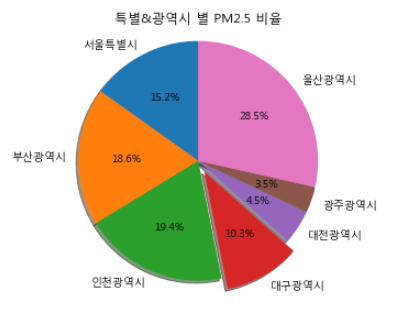 특별&광역시 별 PM2.5 비율
서울특별시
15.2%
부산광역시
18.6%
인천광역시
19.4%
대구광역시
10.3%
대전광역시
4.5%
광주광역시
3.5%
울산광역시
28.5%